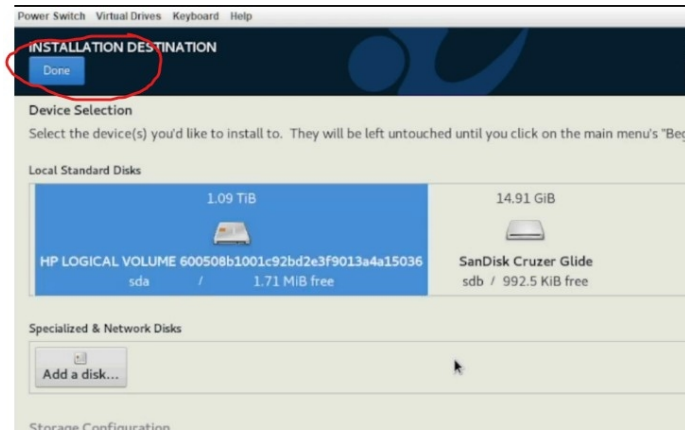 Power Switch Virtual Drives Keyboard Help
INSTALLATION DESTINATION
Done
Device Selection
Select the device(s) you'd like to install to. They will be left untouched until you click on the main menu's "Beg
Local Standard Disks
1.09 TiB
HP LOGICAL VOLUME 600508b1001c92bd2e3f9013a4a15036
sda / 1.71 MiB free
14.91 GiB
SanDisk Cruzer Glide
sdb / 992.5 KiB free
Specialized & Network Disks
Add a disk...
Storage Configuration